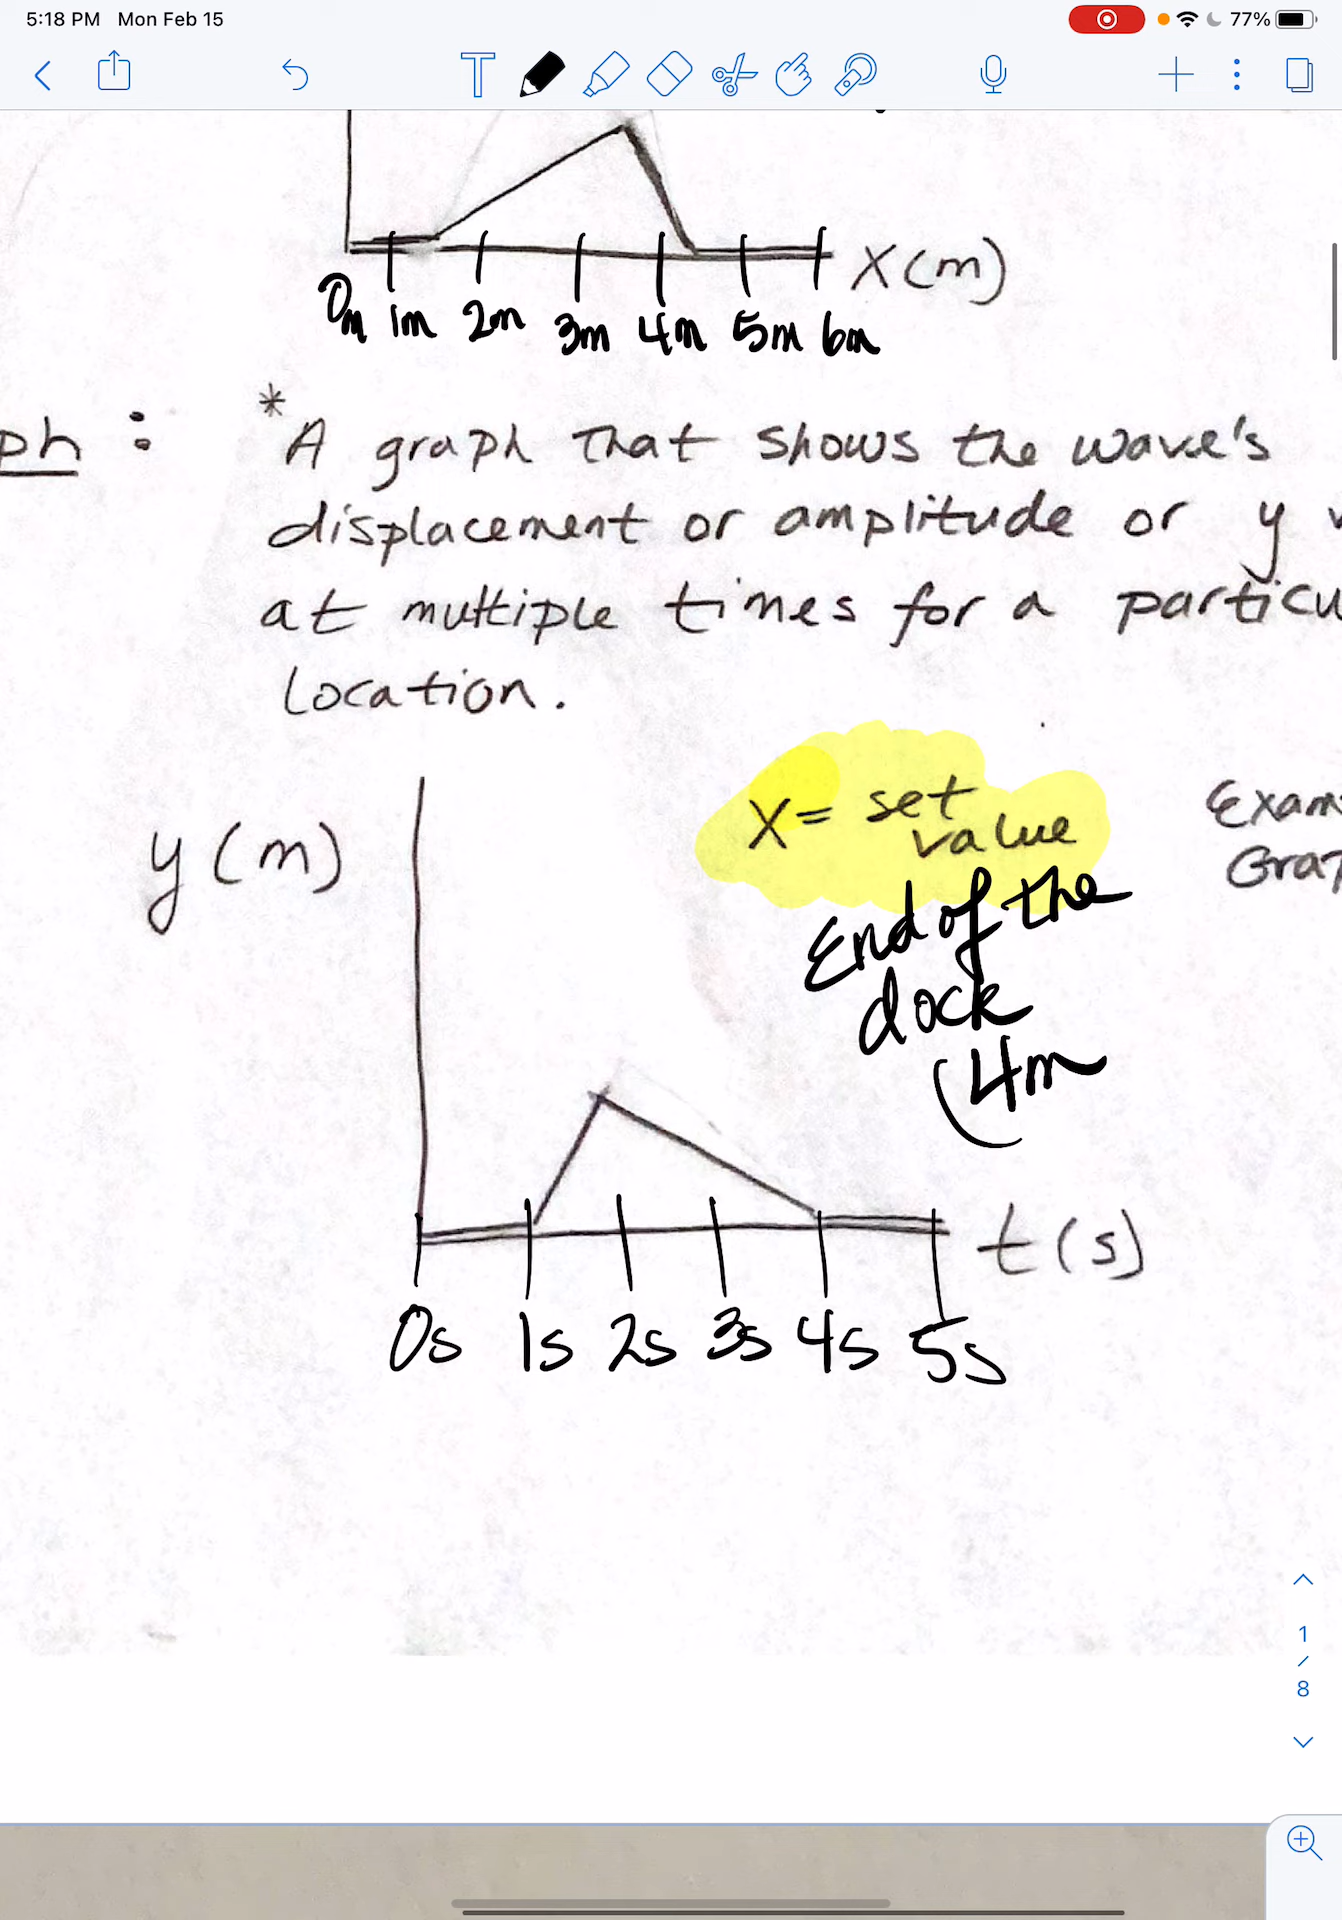 5:18 PM Mon Feb 15
77%
T
X(m)
0m 1m 2m 3m 4m 5m 6m
ph :
*A graph that shows the wave's
displacement or amplitude or y
at multiple times for a particu
location.
X = set
value
Exam
Gra
y (m)
End of the
dock
4m
t(s)
0s 1s 2s 3s 4s 5s
1
/
8